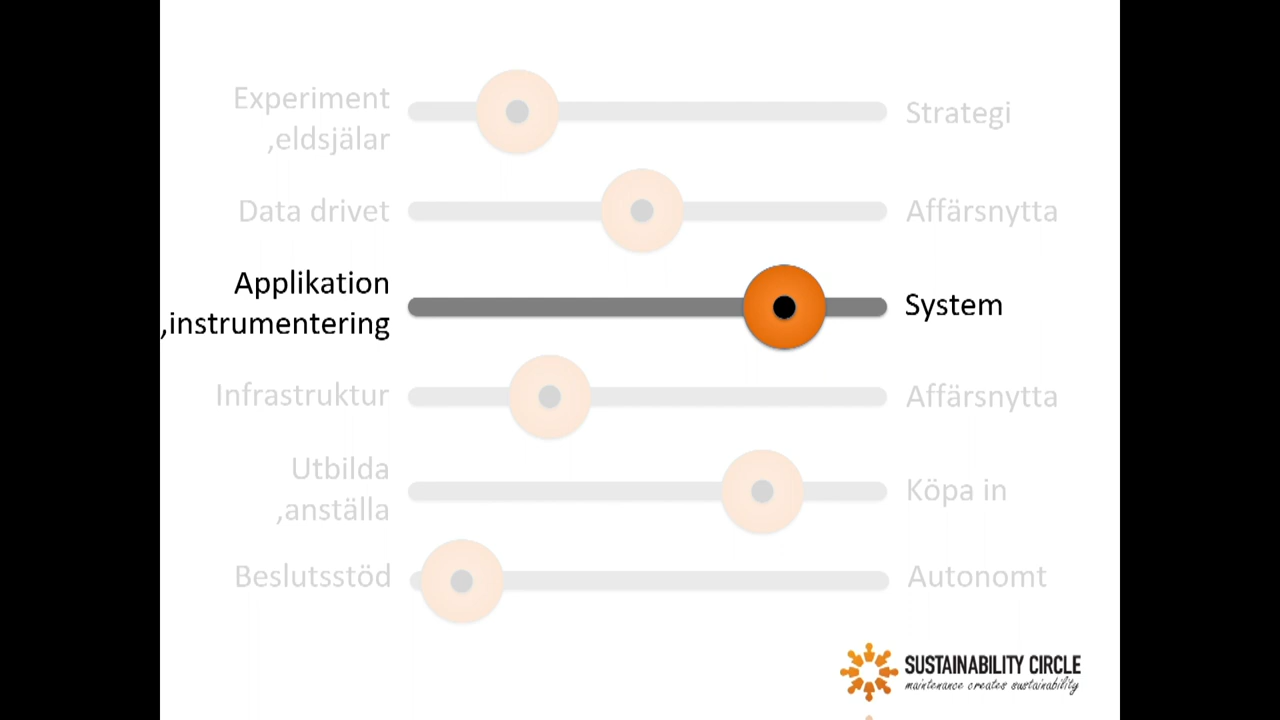 Experiment
,eldsjälar
Strategi
Data drivet
Affärsnytta
Applikation
,instrumentering
System
Infrastruktur
Affärsnytta
Utbilda
,anställa
Köpa in
Beslutsstöd
Autonomt
SUSTAINABILITY CIRCLE
maintenance creates sustainability